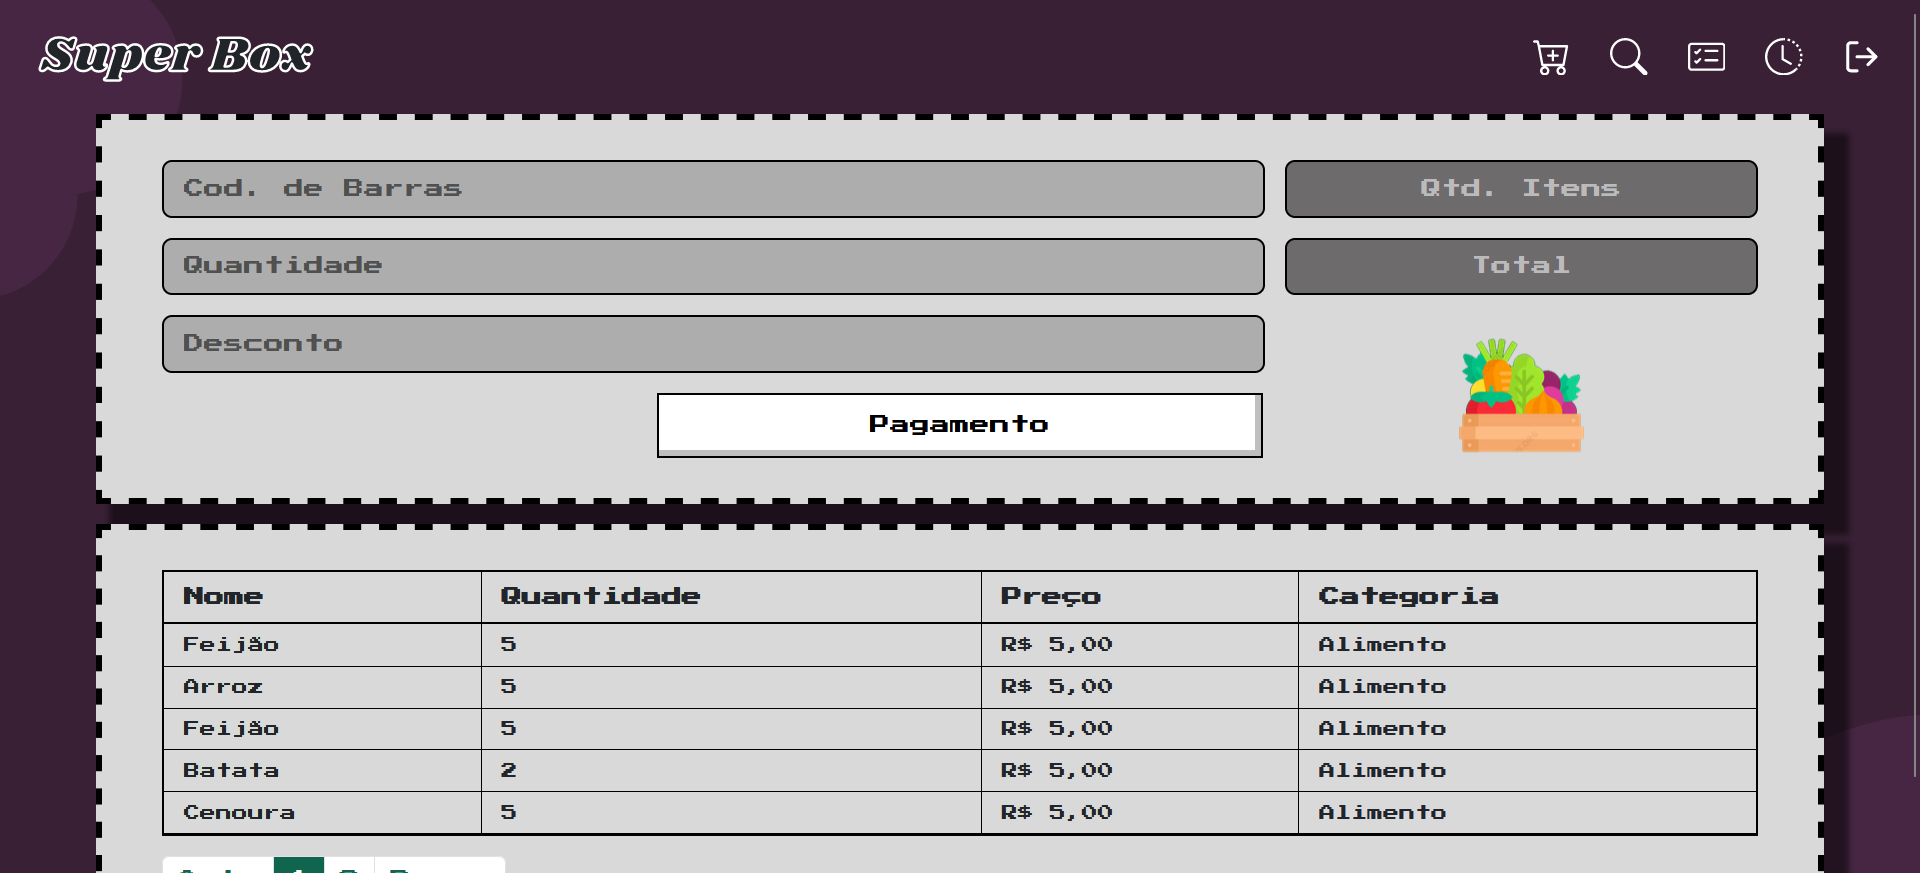 Super Box
Cod. de Barras
Qtd. Itens
Quantidade
Total
Desconto
Pagamento
Nome Quantidade Preço Categoria
Feijão 5 R$ 5,00 Alimento
Arroz 5 R$ 5,00 Alimento
Feijão 5 R$ 5,00 Alimento
Batata 2 R$ 5,00 Alimento
Cenoura 5 R$ 5,00 Alimento